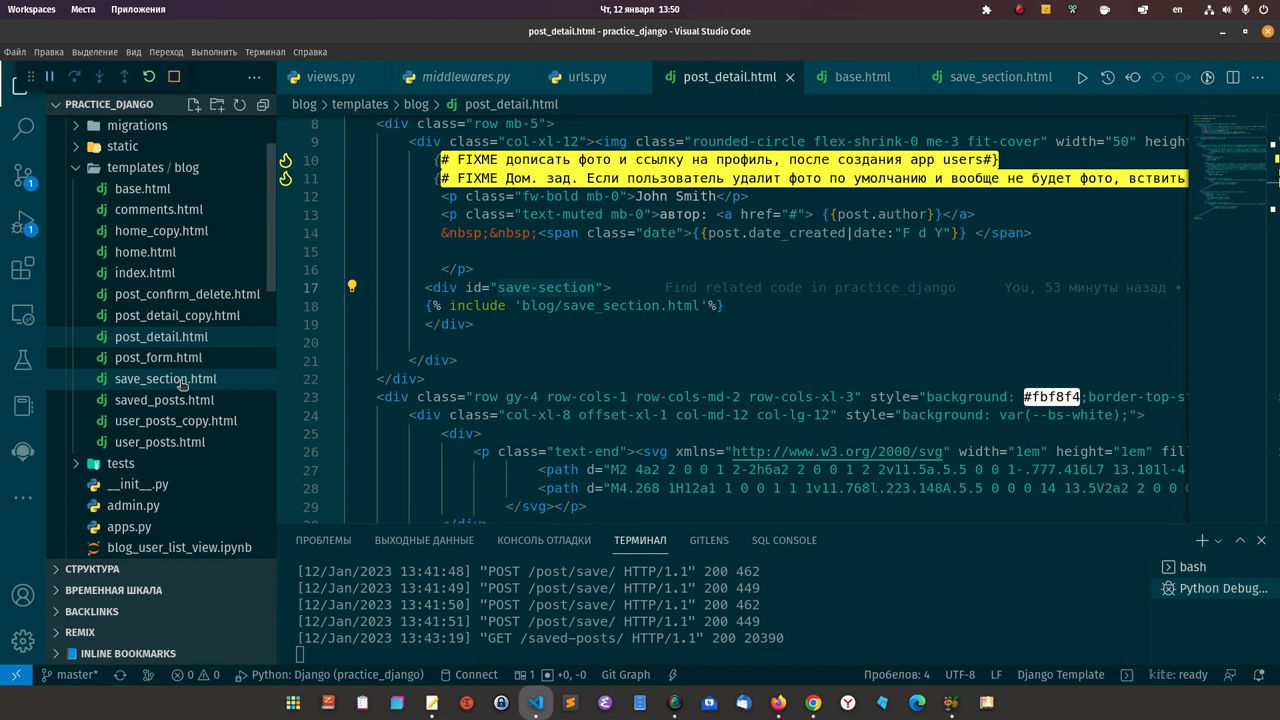 Workspaces Места Приложения Чт, 12 января 13:50 en
post_detail.html - practice_django - Visual Studio Code
Файл Правка Выделение Вид Переход Выполнить Терминал Справка
views.py middlewares.py urls.py post_detail.html base.html save_section.html
PRACTICE_DJANGO
blog > templates > blog > post_detail.html
migrations
static
templates / blog
base.html
comments.html
home_copy.html
home.html
index.html
post_confirm_delete.html
post_detail_copy.html
post_detail.html
post_form.html
save_section.html
saved_posts.html
user_posts_copy.html
user_posts.html
tests
__init__.py
admin.py
apps.py
blog_user_list_view.ipynb
СТРУКТУРА
ВРЕМЕННАЯ ШКАЛА
BACKLINKS
REMIX
INLINE BOOKMARKS
1
1
8 <div class="row mb-5">
9 <div class="col-xl-12"><img class="rounded-circle flex-shrink-0 me-3 fit-cover" width="50" height
10 # FIXME дописать фото и ссылку на профиль, после создания app users#}
11 # FIXME Дом. зад. Если пользователь удалит фото по умолчанию и вообще не будет фото, вствить
12 <p class="fw-bold mb-0">John Smith</p>
13 <p class="text-muted mb-0">автор: <a href="#"> {{post.author}}</a>
14 &nbsp;&nbsp;<span class="date">{{post.date_created|date:"F d Y"}} </span>
15
16 </p>
17 <div id="save-section"> Find related code in practice_django You, 53 минуты назад •
18 {% include 'blog/save_section.html'%}
19 </div>
20
21 </div>
22 </div>
23 <div class="row gy-4 row-cols-1 row-cols-md-2 row-cols-xl-3" style="background: #fbf8f4;border-top-st
24 <div class="col-xl-8 offset-xl-1 col-md-12 col-lg-12" style="background: var(--bs-white);">
25 <div>
26 <p class="text-end"><svg xmlns="http://www.w3.org/2000/svg" width="1em" height="1em" fill
27 <path d="M2 4a2 2 0 0 1 2-2h6a2 2 0 0 1 2 2v11.5a.5.5 0 0 1-.777.416L7 13.101l-4
28 <path d="M4.268 1H12a1 1 0 0 1 1 1v11.768l.223.148A.5.5 0 0 0 14 13.5V2a2 2 0 0 0
29 </svg></p>
ПРОБЛЕМЫ ВЫХОДНЫЕ ДАННЫЕ КОНСОЛЬ ОТЛАДКИ ТЕРМИНАЛ GITLENS SQL CONSOLE
[12/Jan/2023 13:41:48] "POST /post/save/ HTTP/1.1" 200 462
[12/Jan/2023 13:41:49] "POST /post/save/ HTTP/1.1" 200 449
[12/Jan/2023 13:41:50] "POST /post/save/ HTTP/1.1" 200 462
[12/Jan/2023 13:41:51] "POST /post/save/ HTTP/1.1" 200 449
[12/Jan/2023 13:43:19] "GET /saved-posts/ HTTP/1.1" 200 20390
bash
Python Debug...
master* 0 0 Python: Django (practice_django) Connect 1 +0, -0 Git Graph Пробелов: 4 UTF-8 LF Django Template kite: ready